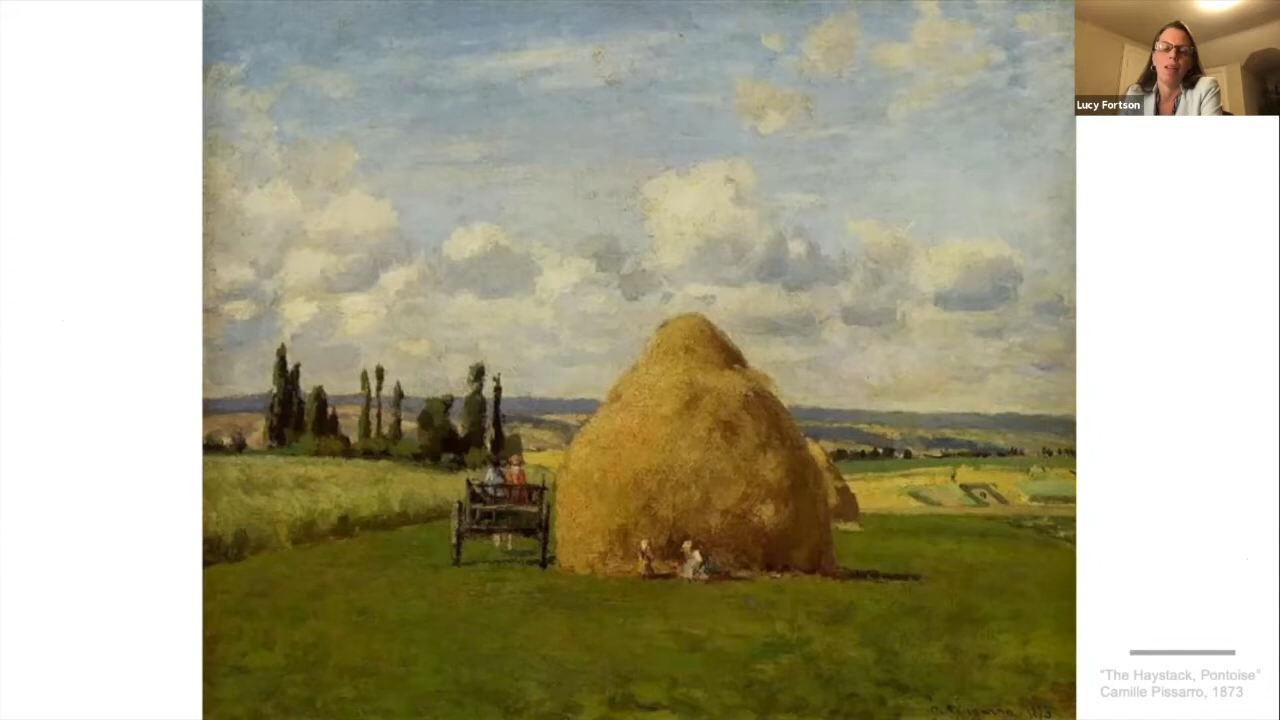 Lucy Fortson
"The Haystack, Pontoise"
Camille Pissarro, 1873